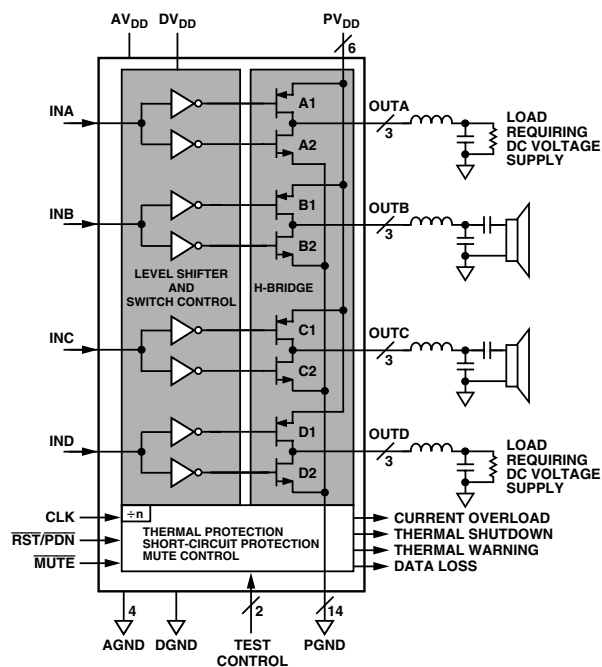 AVDD DVDD PVDD
6
INA
A1
OUTA
3
A2
LOAD
REQUIRING
DC VOLTAGE
SUPPLY
INB
B1
OUTB
3
B2
LEVEL SHIFTER
AND
SWITCH CONTROL
H-BRIDGE
INC
C1
OUTC
3
C2
IND
D1
OUTD
3
D2
LOAD
REQUIRING
DC VOLTAGE
SUPPLY
CLK
RST/PDN
MUTE
÷n
THERMAL PROTECTION
SHORT-CIRCUIT PROTECTION
MUTE CONTROL
CURRENT OVERLOAD
THERMAL SHUTDOWN
THERMAL WARNING
DATA LOSS
4
2
14
AGND DGND TEST CONTROL PGND